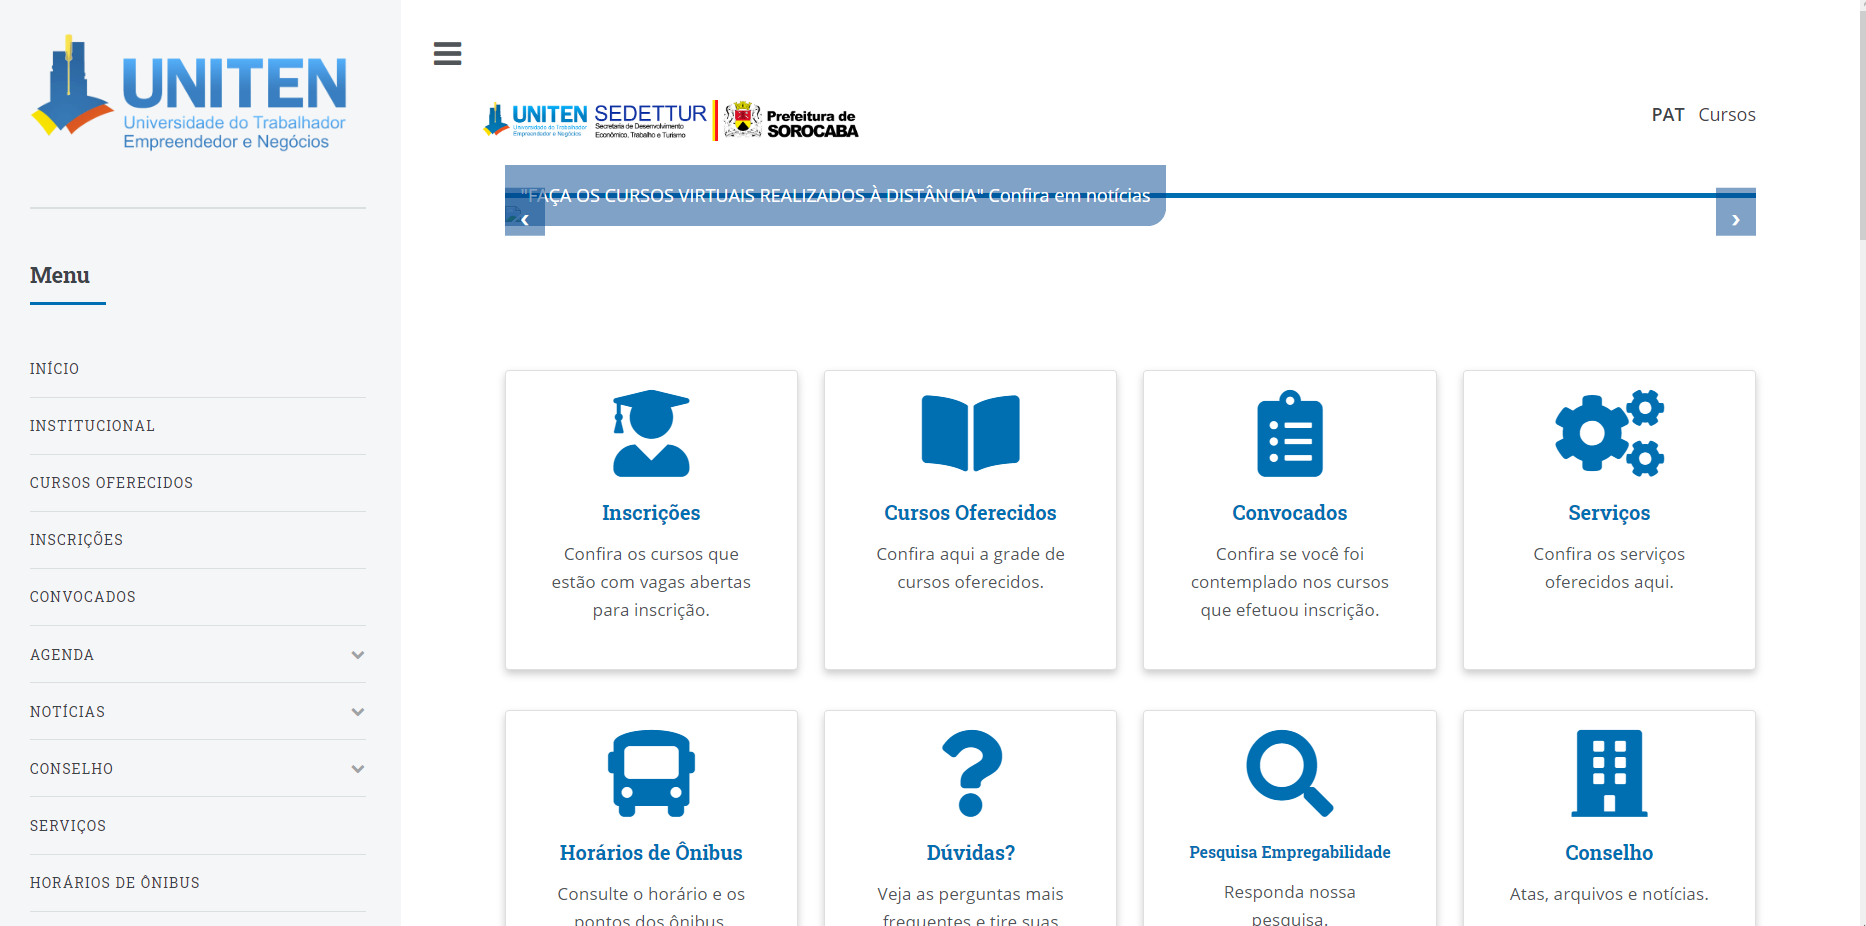 UNITEN
Universidade do Trabalhador
Empreendedor e Negócios
Menu
INÍCIO
INSTITUCIONAL
CURSOS OFERECIDOS
INSCRIÇÕES
CONVOCADOS
AGENDA
NOTÍCIAS
CONSELHO
SERVIÇOS
HORÁRIOS DE ÔNIBUS
UNITEN
Universidade do Trabalhador
Empreendedor e Negócios
SEDETTUR
Secretaria de Desenvolvimento
Econômico, Trabalho e Turismo
Prefeitura de
SOROCABA
PAT Cursos
"FAÇA OS CURSOS VIRTUAIS REALIZADOS À DISTÂNCIA" Confira em notícias
‹ ›
Inscrições
Confira os cursos que
estão com vagas abertas
para inscrição.
Cursos Oferecidos
Confira aqui a grade de
cursos oferecidos.
Convocados
Confira se você foi
contemplado nos cursos
que efetuou inscrição.
Serviços
Confira os serviços
oferecidos aqui.
Horários de Ônibus
Consulte o horário e os
pontos dos ônibus
Dúvidas?
Veja as perguntas mais
frequentes e tire suas
Pesquisa Empregabilidade
Responda nossa
pesquisa.
Conselho
Atas, arquivos e notícias.